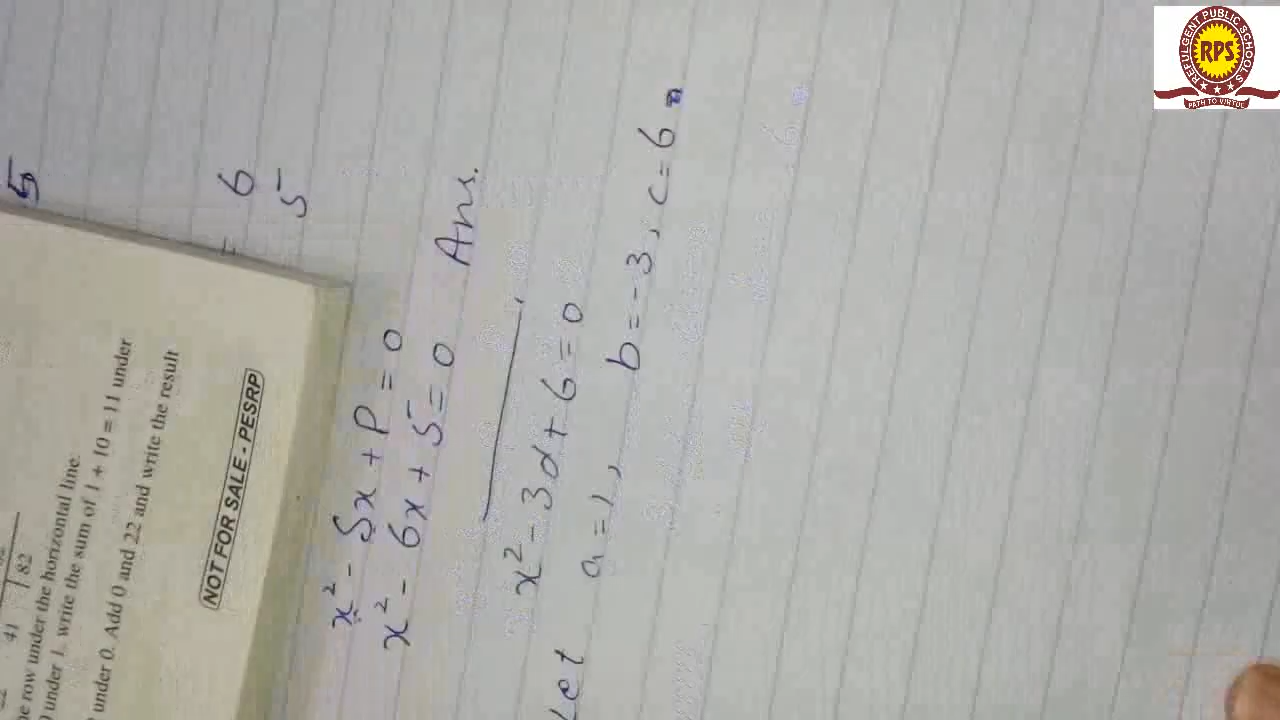 REFULGENT PUBLIC SCHOOLS
RPS
PATH TO VIRTUE
5
6
5
x² - Sx + P = 0
x² - 6x + 5 = 0 Ans.
x² - 3x + 6 = 0
Let a = 1, b = -3, c = 6
41 82
row under the horizontal line.
under 1. write the sum of 1 + 10 = 11 under
under 0. Add 0 and 22 and write the result
NOT FOR SALE - PESRP